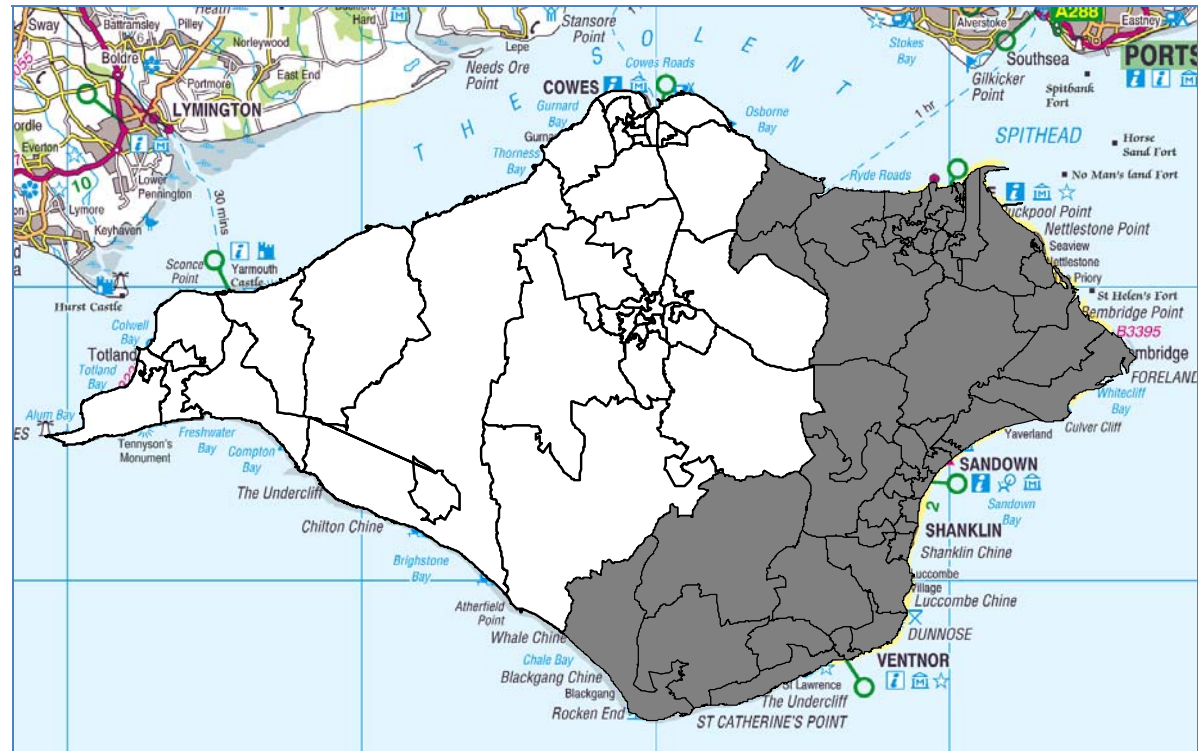 Sway
Battramsley
Pilley
Heath
Hard
Boldre
Norleywood
Portmore
East End
LYMINGTON
Everton
10
Lower
Pennington
Lymore
Keyhaven
30 mins
Hurst Castle
Sconce
Point
Yarmouth
Castle
Lepe
Stansore
Point
Needs Ore
Point
THE SOLENT
COWES
Cowes Roads
Gurnard
Bay
Thorness
Bay
Osborne
Bay
Stokes
Bay
Alverstoke
A288
Eastney
Southsea
PORTS
Gilkicker
Point
Spitbank
Fort
1 hr
SPITHEAD
Horse
Sand Fort
No Man's land Fort
Ryde Roads
Puckpool Point
Nettlestone Point
Seaview
Nettlestone
Priory
St Helen's Fort
Bembridge Point
B3395
mbridge
FORELAND
Whitecliff
Bay
Culver Cliff
Yaverland
SANDOWN
Sandown
Bay
2
SHANKLIN
Shanklin Chine
Luccombe
Village
Luccombe Chine
DUNNOSE
VENTNOR
St Lawrence
The Undercliff
ST CATHERINE'S POINT
Colwell
Bay
Totland
Totland
Bay
Alum Bay
ES
Tennyson's
Monument
Freshwater
Bay
Compton
Bay
The Undercliff
Chilton Chine
Brighstone
Bay
Atherfield
Point
Whale Chine
Chale Bay
Blackgang Chine
Blackgang
Rocken End